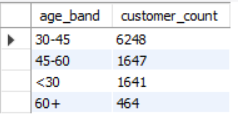 age_band customer_count
30-45 6248
45-60 1647
<30 1641
60+ 464